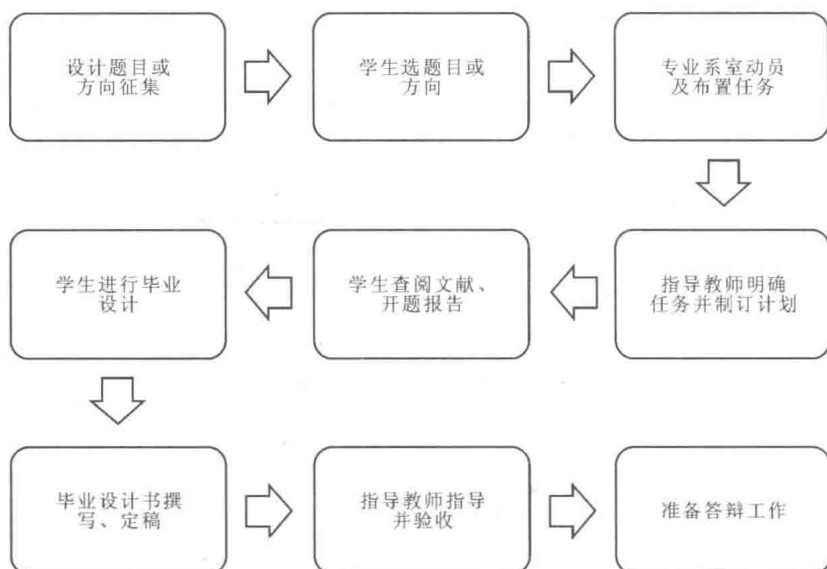 设计题目或
方向征集
学生选题目或
方向
专业系室动员
及布置任务
指导教师明确
任务并制订计划
学生查阅文献、
开题报告
学生进行毕业
设计
毕业设计书撰
写、定稿
指导教师指导
并验收
准备答辩工作